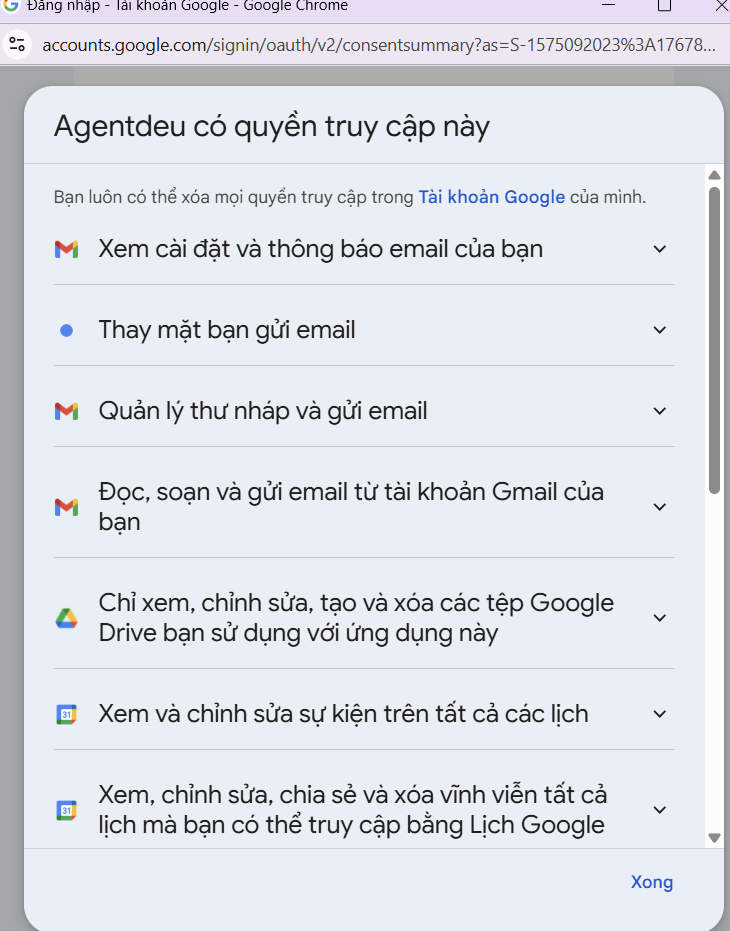 Đăng nhập - Tài khoản Google - Google Chrome
accounts.google.com/signin/oauth/v2/consentsummary?as=S-1575092023%3A17678...
Agentdeu có quyền truy cập này
Bạn luôn có thể xóa mọi quyền truy cập trong Tài khoản Google của mình.
Xem cài đặt và thông báo email của bạn
Thay mặt bạn gửi email
Quản lý thư nháp và gửi email
Đọc, soạn và gửi email từ tài khoản Gmail của
bạn
Chỉ xem, chỉnh sửa, tạo và xóa các tệp Google
Drive bạn sử dụng với ứng dụng này
31
Xem và chỉnh sửa sự kiện trên tất cả các lịch
Xem, chỉnh sửa, chia sẻ và xóa vĩnh viễn tất cả
31
lịch mà bạn có thể truy cập bằng Lịch Google
Xong